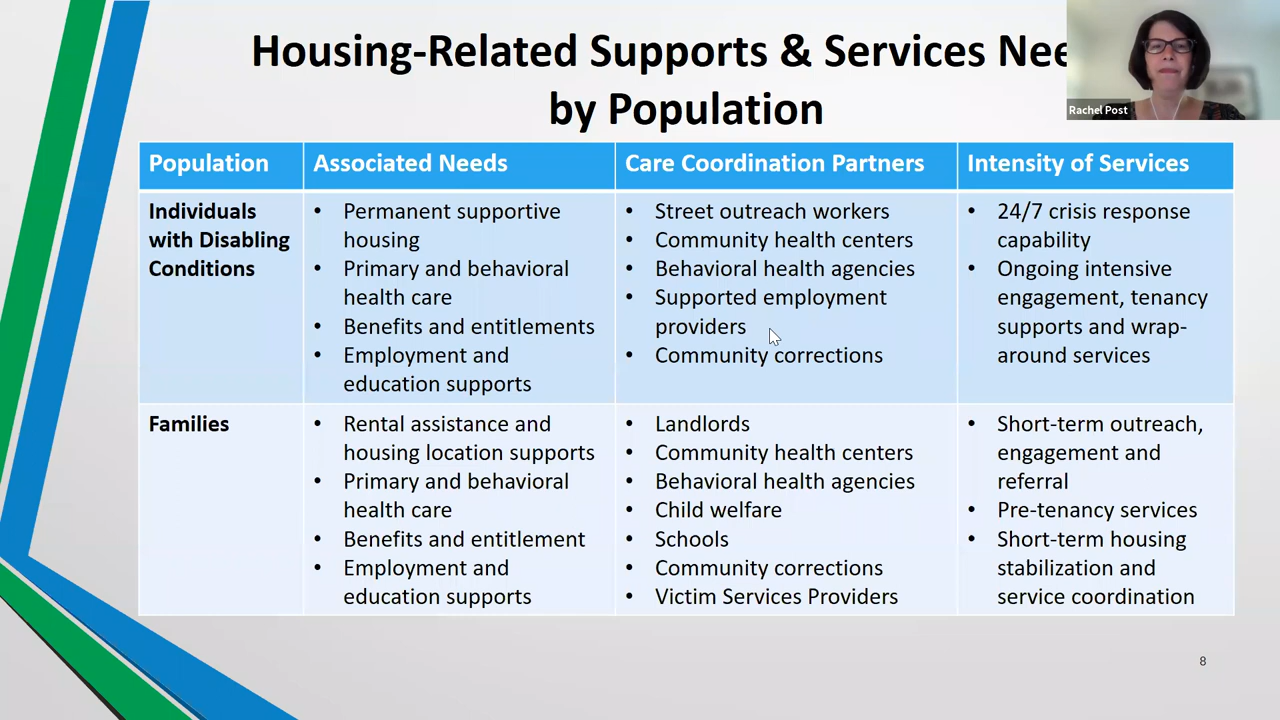 Housing-Related Supports & Services Nee
by Population
Rachel Post
Population
Associated Needs
Care Coordination Partners
Intensity of Services
Individuals
with Disabling
Conditions
• Permanent supportive
housing
• Primary and behavioral
health care
• Benefits and entitlements
• Employment and
education supports
• Street outreach workers
• Community health centers
• Behavioral health agencies
• Supported employment
providers
• Community corrections
• 24/7 crisis response
capability
• Ongoing intensive
engagement, tenancy
supports and wrap-
around services
Families
• Rental assistance and
housing location supports
• Primary and behavioral
health care
• Benefits and entitlement
• Employment and
education supports
• Landlords
• Community health centers
• Behavioral health agencies
• Child welfare
• Schools
• Community corrections
• Victim Services Providers
• Short-term outreach,
engagement and
referral
• Pre-tenancy services
• Short-term housing
stabilization and
service coordination
8